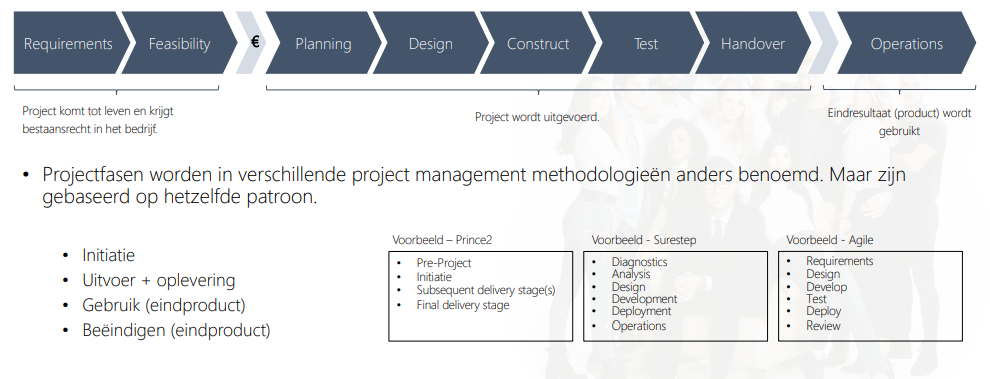 Requirements
Feasibility
€
Planning
Design
Construct
Test
Handover
Operations
Project komt tot leven en krijgt
bestaansrecht in het bedrijf.
Project wordt uitgevoerd.
Eindresultaat (product) wordt
gebruikt
• Projectfasen worden in verschillende project management methodologieën anders benoemd. Maar zijn
gebaseerd op hetzelfde patroon.
• Initiatie
• Uitvoer + oplevering
• Gebruik (eindproduct)
• Beëindigen (eindproduct)
Voorbeeld – Prince2
• Pre-Project
• Initiatie
• Subsequent delivery stage(s)
• Final delivery stage
Voorbeeld - Surestep
• Diagnostics
• Analysis
• Design
• Development
• Deployment
• Operations
Voorbeeld - Agile
• Requirements
• Design
• Develop
• Test
• Deploy
• Review